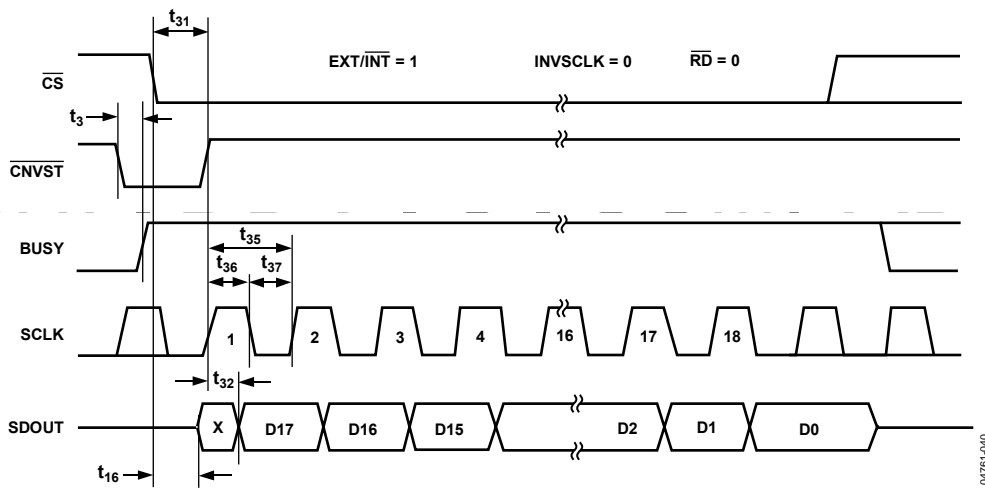 t31
EXT/INT = 1 INVSCLK = 0 RD = 0
CS
t3
CNVST
BUSY
t35
t36 t37
SCLK
1 2 3 4 16 17 18
t32
SDOUT
X D17 D16 D15 D2 D1 D0
t16
04761-040